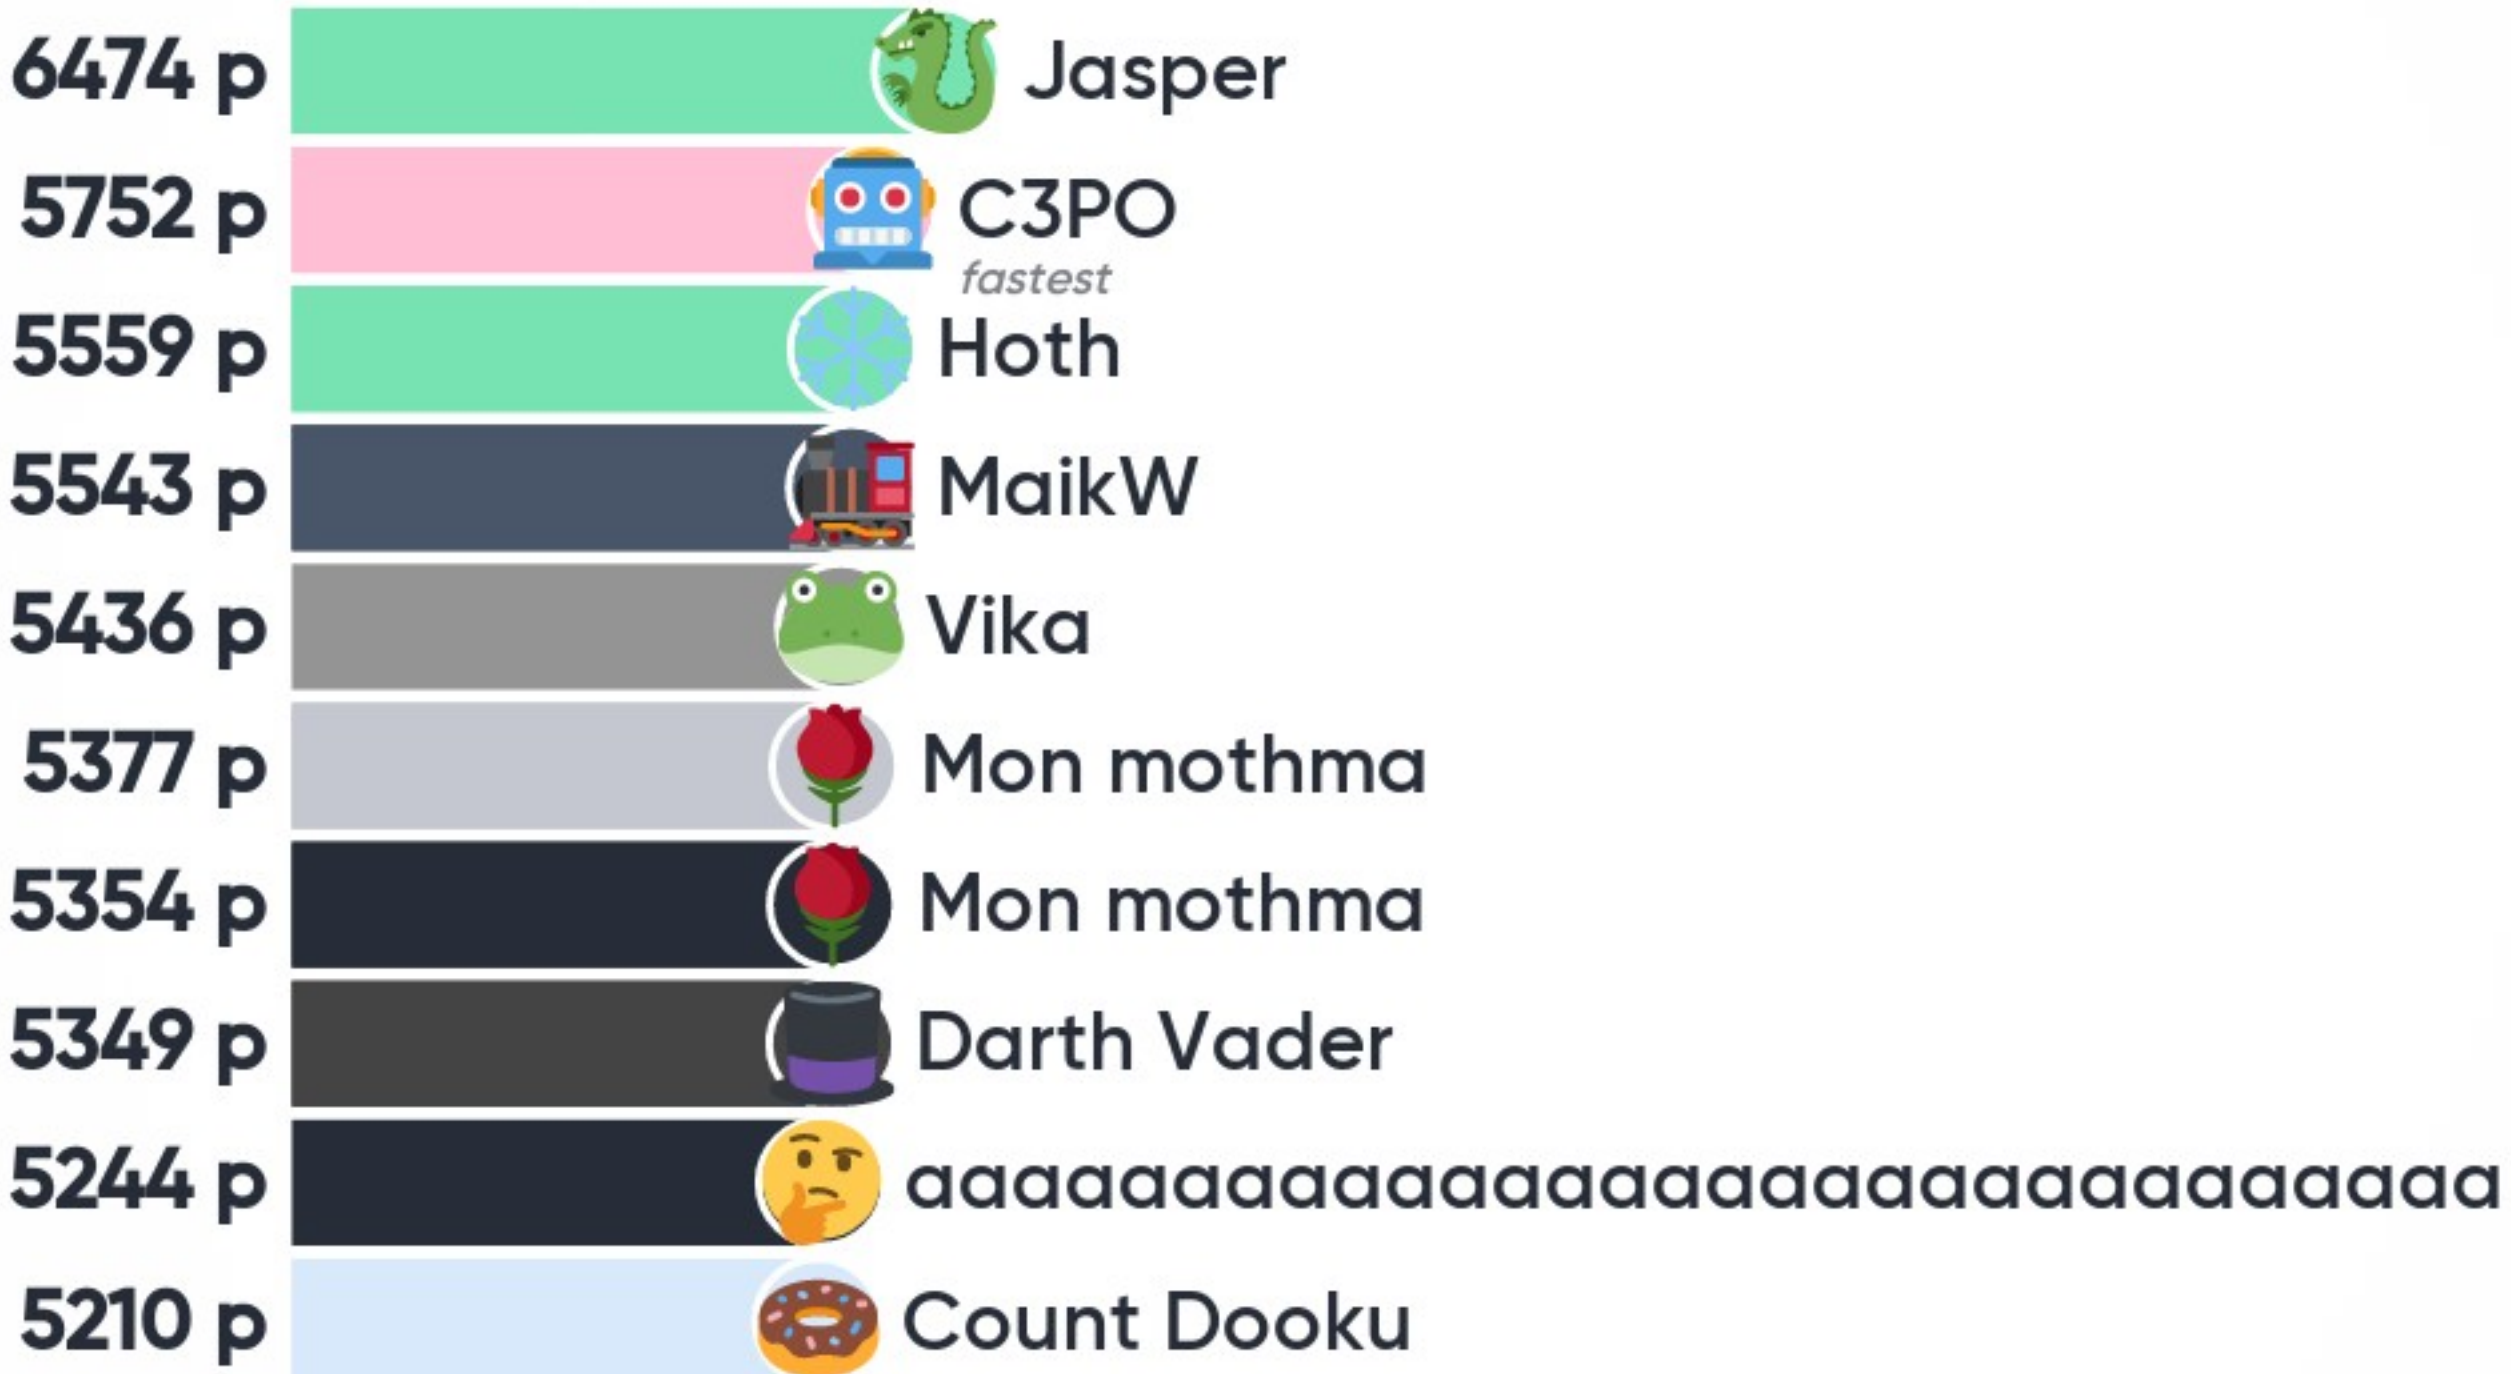 6474 p Jasper
5752 p C3PO
fastest
5559 p Hoth
5543 p MaikW
5436 p Vika
5377 p Mon mothma
5354 p Mon mothma
5349 p Darth Vader
5244 p aaaaaaaaaaaaaaaaaaaaaaaaaaaaaa
5210 p Count Dooku